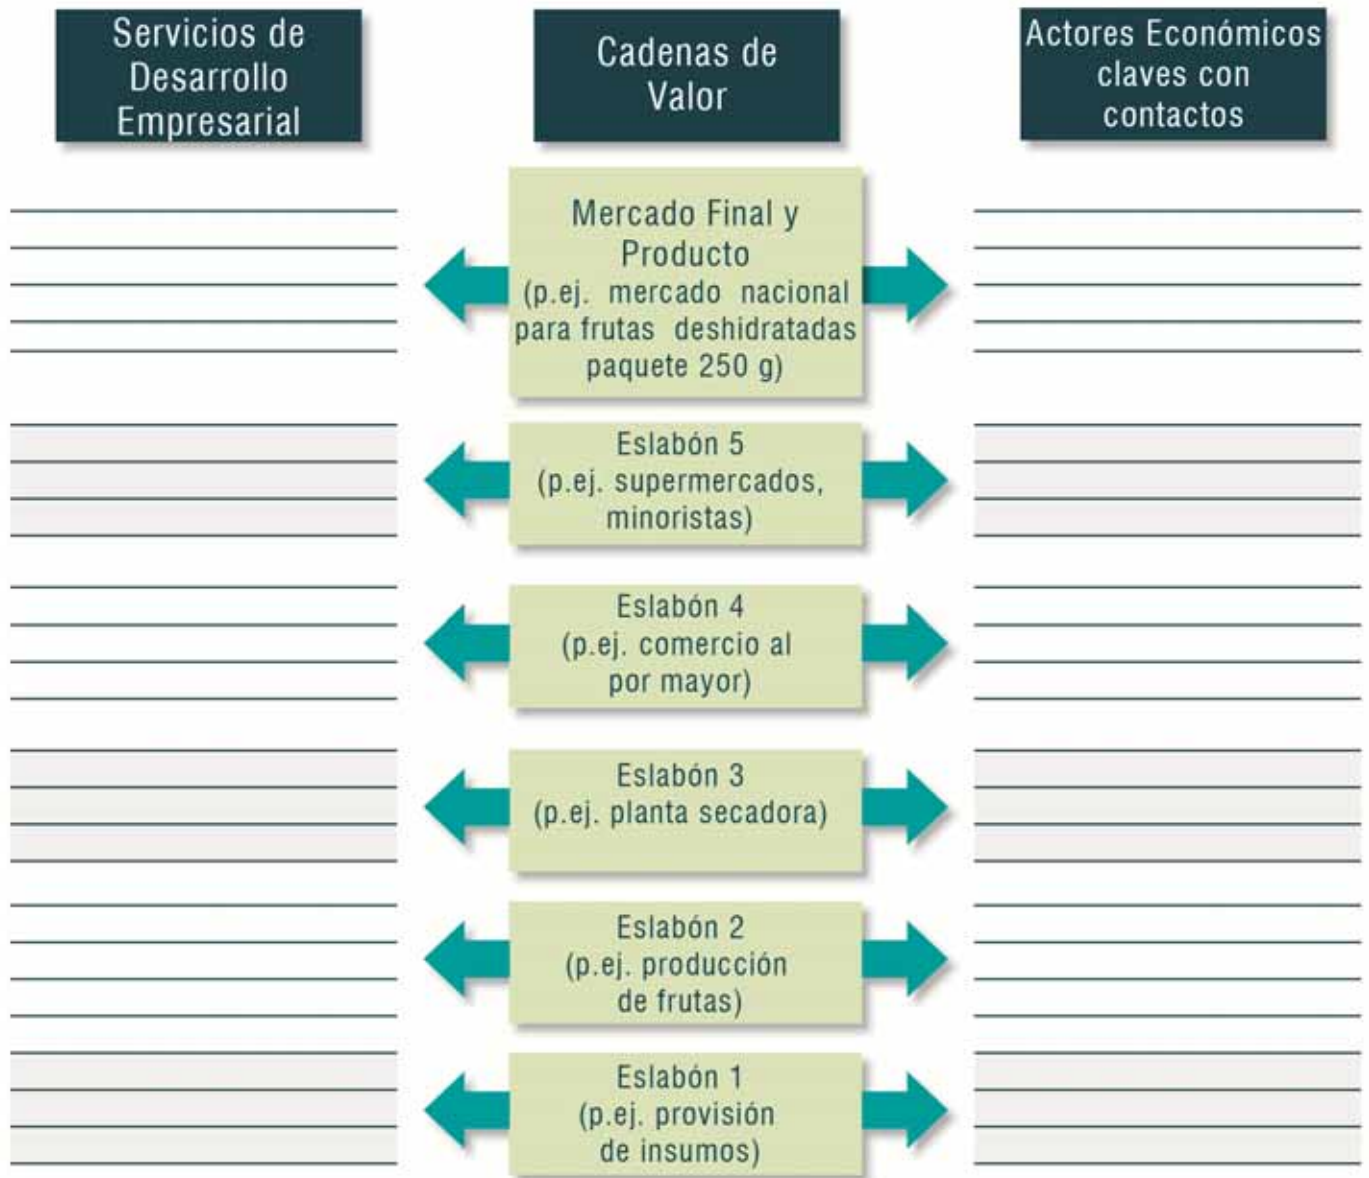 Servicios de
Desarrollo
Empresarial
Cadenas de
Valor
Actores Económicos
claves con
contactos
Mercado Final y
Producto
(p.ej. mercado nacional
para frutas deshidratadas
paquete 250 g)
Eslabón 5
(p.ej. supermercados,
minoristas)
Eslabón 4
(p.ej. comercio al
por mayor)
Eslabón 3
(p.ej. planta secadora)
Eslabón 2
(p.ej. producción
de frutas)
Eslabón 1
(p.ej. provisión
de insumos)